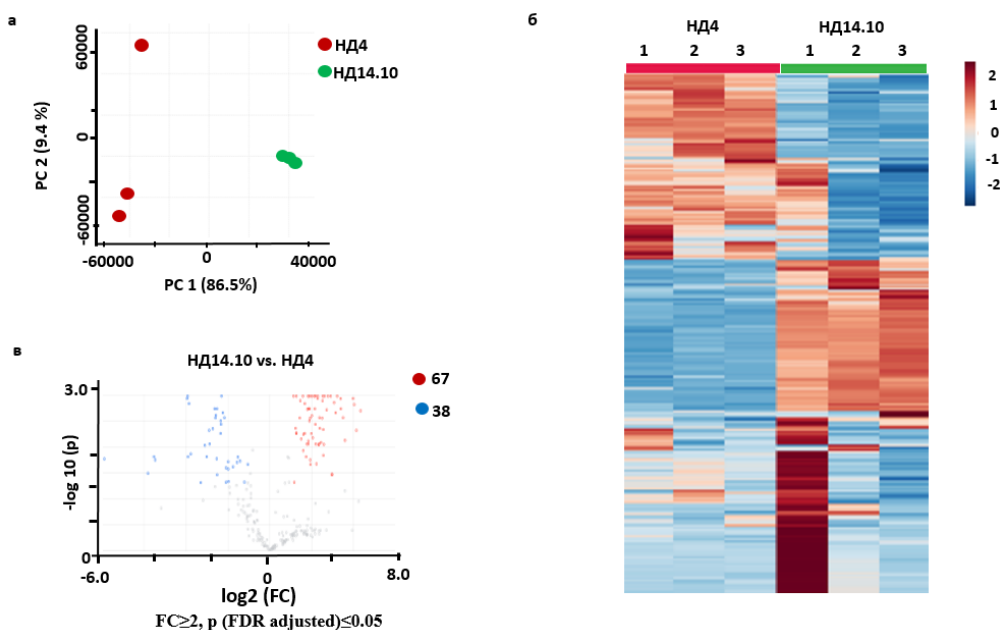 а
60000
0
-60000
PC 2 (9.4 %)
-60000 0 40000
PC 1 (86.5%)
НД4
НД14.10
б
НД4 НД14.10
1 2 3 1 2 3
2
1
0
-1
-2
в
НД14.10 vs. НД4
67
38
3.0
-log 10 (p)
0
-6.0 0 8.0
log2 (FC)
FC≥2, p (FDR adjusted)≤0.05